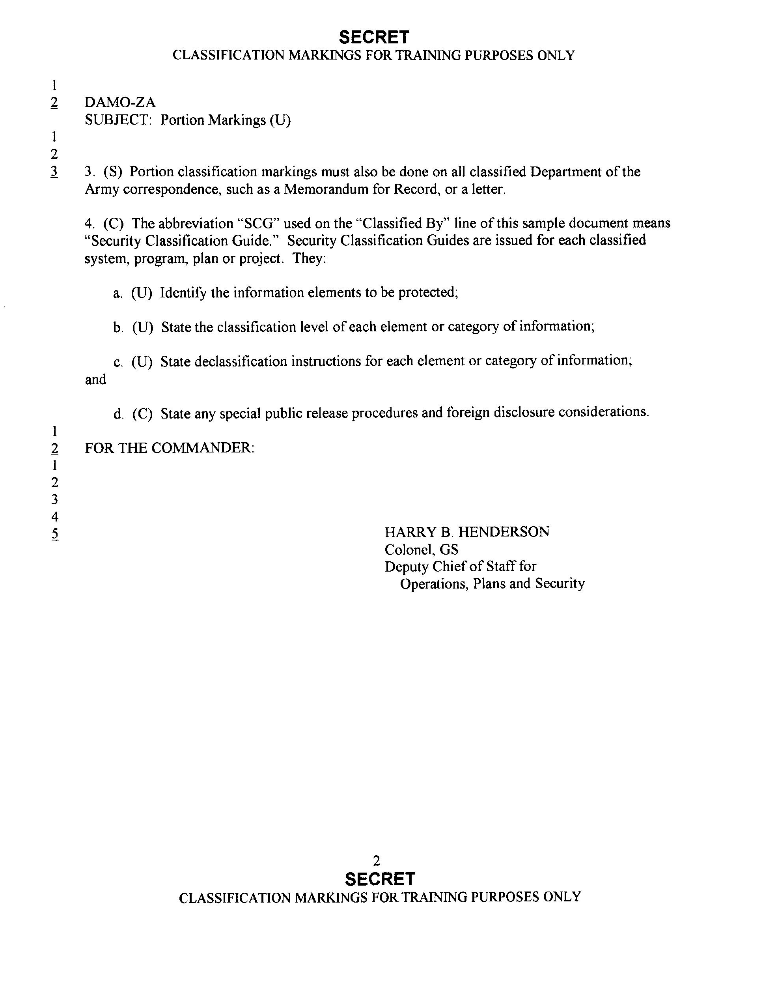 SECRET
CLASSIFICATION MARKINGS FOR TRAINING PURPOSES ONLY
1
2 DAMO-ZA
SUBJECT: Portion Markings (U)
1
2
3 3. (S) Portion classification markings must also be done on all classified Department of the
Army correspondence, such as a Memorandum for Record, or a letter.
4. (C) The abbreviation “SCG” used on the “Classified By” line of this sample document means
“Security Classification Guide.” Security Classification Guides are issued for each classified
system, program, plan or project. They:
a. (U) Identify the information elements to be protected;
b. (U) State the classification level of each element or category of information;
c. (U) State declassification instructions for each element or category of information;
and
d. (C) State any special public release procedures and foreign disclosure considerations.
1
2 FOR THE COMMANDER:
1
2
3
4
5 HARRY B. HENDERSON
Colonel, GS
Deputy Chief of Staff for
Operations, Plans and Security
2
SECRET
CLASSIFICATION MARKINGS FOR TRAINING PURPOSES ONLY